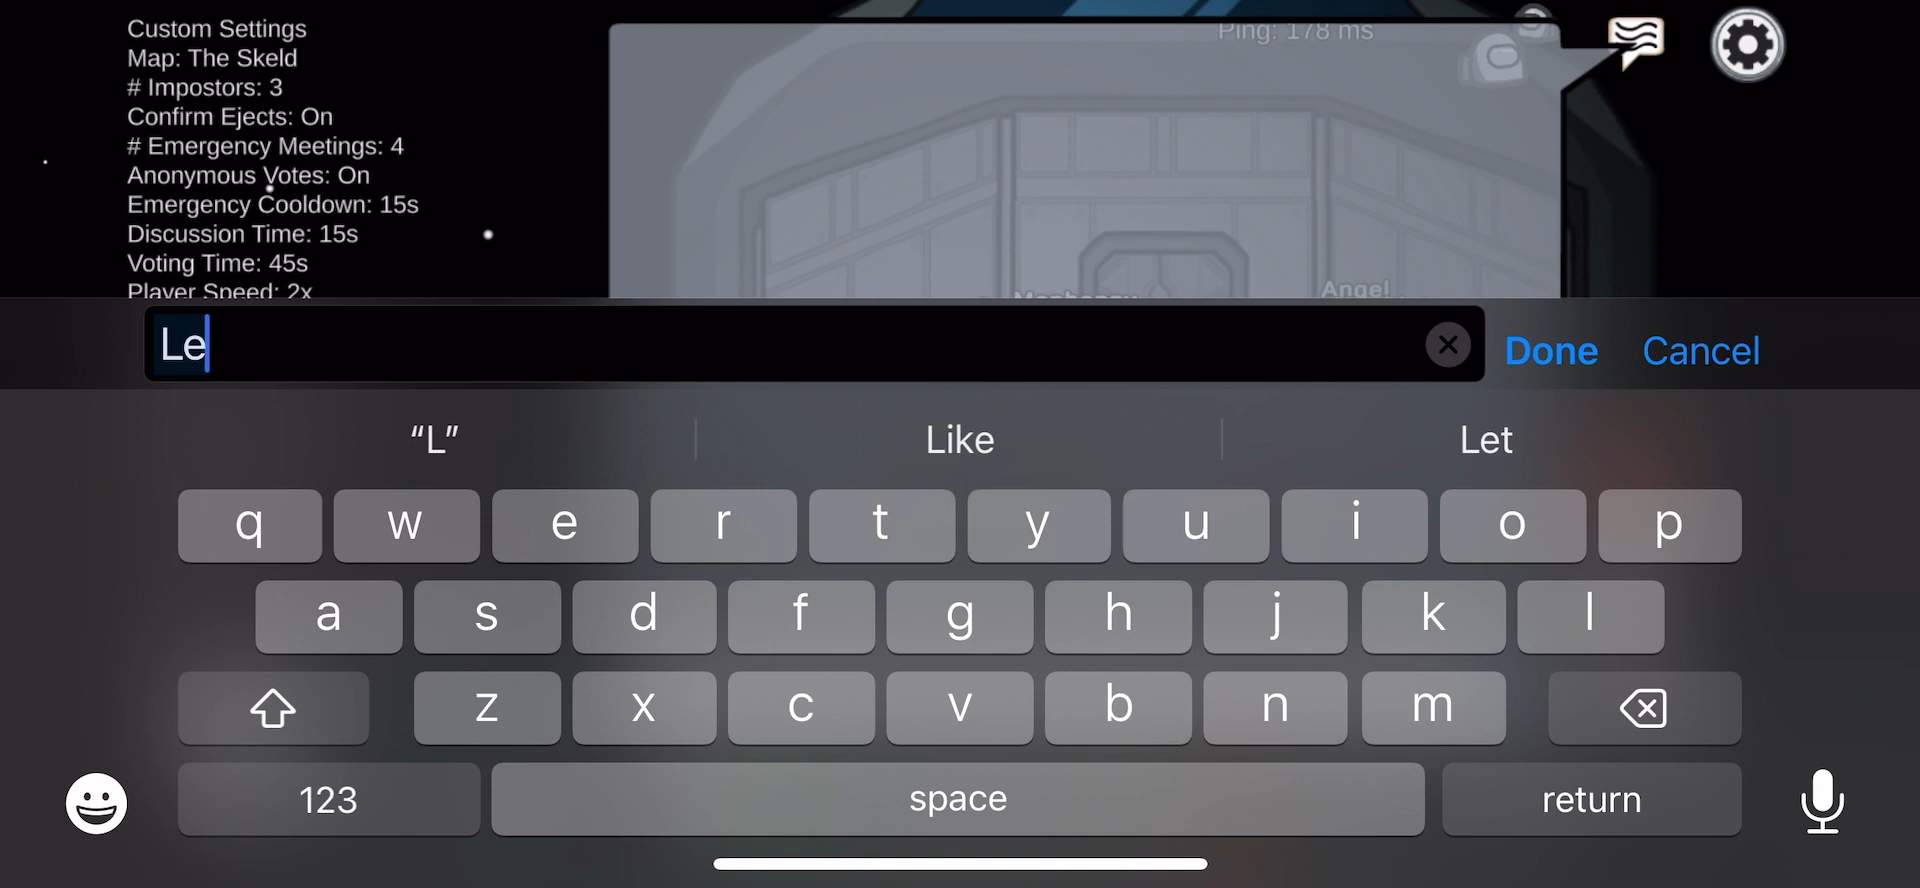 Custom Settings
Map: The Skeld
# Impostors: 3
Confirm Ejects: On
# Emergency Meetings: 4
Anonymous Votes: On
Emergency Cooldown: 15s
Discussion Time: 15s
Voting Time: 45s
Player Speed: 2x
Ping: 178 ms
Angel
Le
Done
Cancel
“L”
Like
Let
q w e r t y u i o p
a s d f g h j k l
z x c v b n m
123
space
return